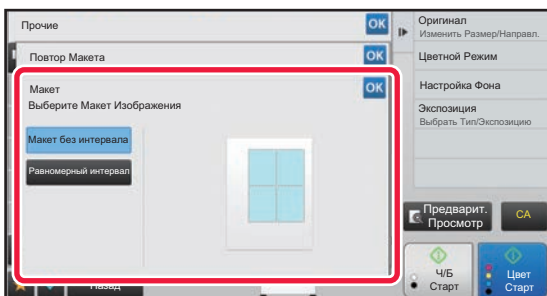 Прочие
OK
Повтор Макета
OK
Макет
OK
Выберите Макет Изображения
Макет без интервала
Равномерный интервал
Назад
Оригинал
Изменить Размер/Направл.
Цветной Режим
Настройка Фона
Экспозиция
Выбрать Тип/Экспозицию
Предварит.
Просмотр
CA
Ч/Б
Старт
Цвет
Старт